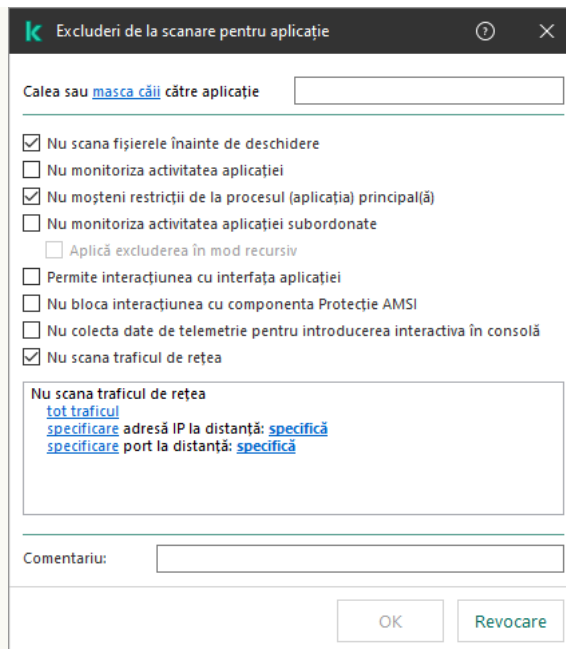 Excluderi de la scanare pentru aplicație
Calea sau masca căii către aplicație
Nu scana fișierele înainte de deschidere
Nu monitoriza activitatea aplicației
Nu moșteni restricții de la procesul (aplicația) principal(ă)
Nu monitoriza activitatea aplicației subordonate
Aplică excluderea în mod recursiv
Permite interacțiunea cu interfața aplicației
Nu bloca interacțiunea cu componenta Protecție AMSI
Nu colecta date de telemetrie pentru introducerea interactiva în consolă
Nu scana traficul de rețea
Nu scana traficul de rețea
tot traficul
specificare adresă IP la distanță: specifică
specificare port la distanță: specifică
Comentariu:
OK Revocare